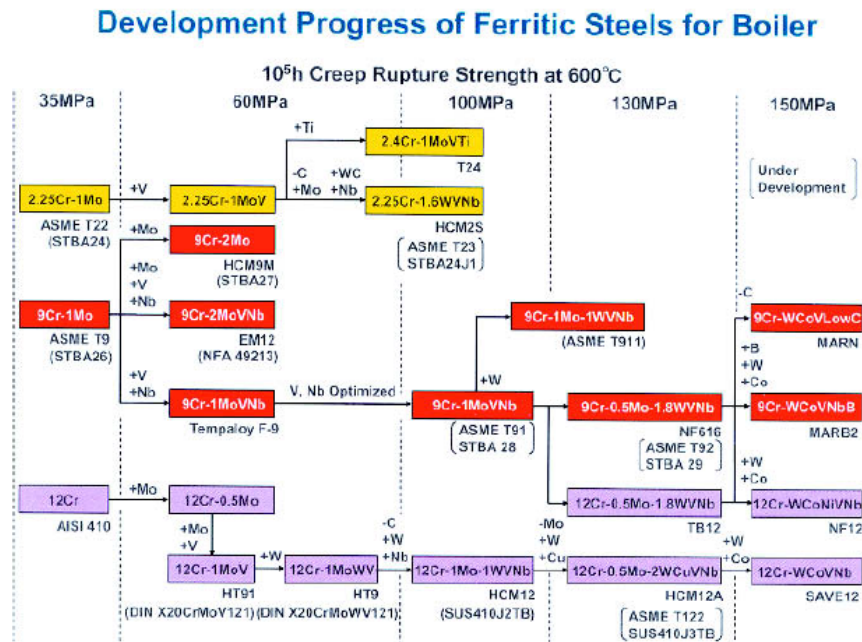 Development Progress of Ferritic Steels for Boiler
10⁵h Creep Rupture Strength at 600°C
35MPa
60MPa
100MPa
130MPa
150MPa
+Ti
2.4Cr-1MoVTi
T24
(Under
Development)
-C +WC
+Mo +Nb
2.25Cr-1Mo
+V
2.25Cr-1MoV
2.25Cr-1.6WVNb
ASME T22
(STBA24)
HCM2S
(ASME T23
STBA24J1)
+Mo
9Cr-2Mo
HCM9M
(STBA27)
+Mo
+V
+Nb
9Cr-1Mo
9Cr-2MoVNb
ASME T9
(STBA26)
EM12
(NFA 49213)
9Cr-1Mo-1WVNb
(ASME T911)
-C
9Cr-WCoVLowC
MARN
+B
+W
+Co
+V
+Nb
9Cr-1MoVNb
Tempaloy F-9
V. Nb Optimized
+W
9Cr-1MoVNb
(ASME T91
STBA 28)
9Cr-0.5Mo-1.8WVNb
NF616
(ASME T92
STBA 29)
9Cr-WCoVNbB
MARB2
+W
+Co
12Cr
AISI 410
+Mo
12Cr-0.5Mo
12Cr-0.5Mo-1.8WVNb
TB12
12Cr-WCoNiVNb
NF12
+Mo
+V
12Cr-1MoV
HT91
(DIN X20CrMoV121)
+W
12Cr-1MoWV
HT9
(DIN X20CrMoWV121)
-C
+W
+Nb
12Cr-1Mo-1WVNb
HCM12
(SUS410J2TB)
-Mo
+W
+Cu
12Cr-0.5Mo-2WCuVNb
HCM12A
(ASME T122
SUS410J3TB)
+W
+Co
12Cr-WCoVNb
SAVE12